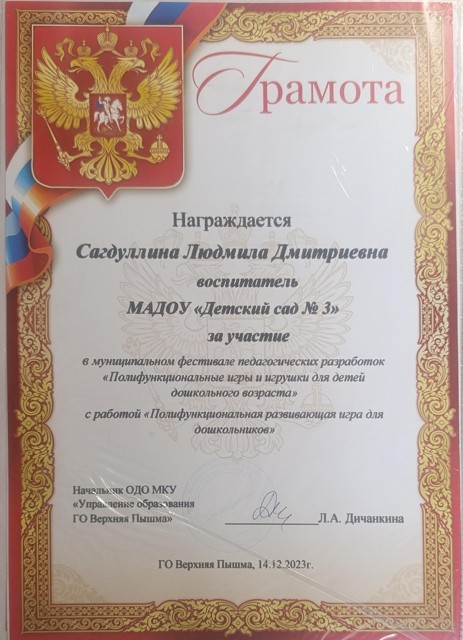 Грамота
Награждается
Сагдуллина Людмила Дмитриевна
воспитатель
МАДОУ «Детский сад № 3»
за участие
в муниципальном фестивале педагогических разработок
«Полифункциональные игры и игрушки для детей
дошкольного возраста»
с работой «Полифункциональная развивающая игра для
дошкольников»
Начальник ОДО МКУ
«Управление образования
ГО Верхняя Пышма»
Л.А. Дичанкина
ГО Верхняя Пышма, 14.12.2023г.